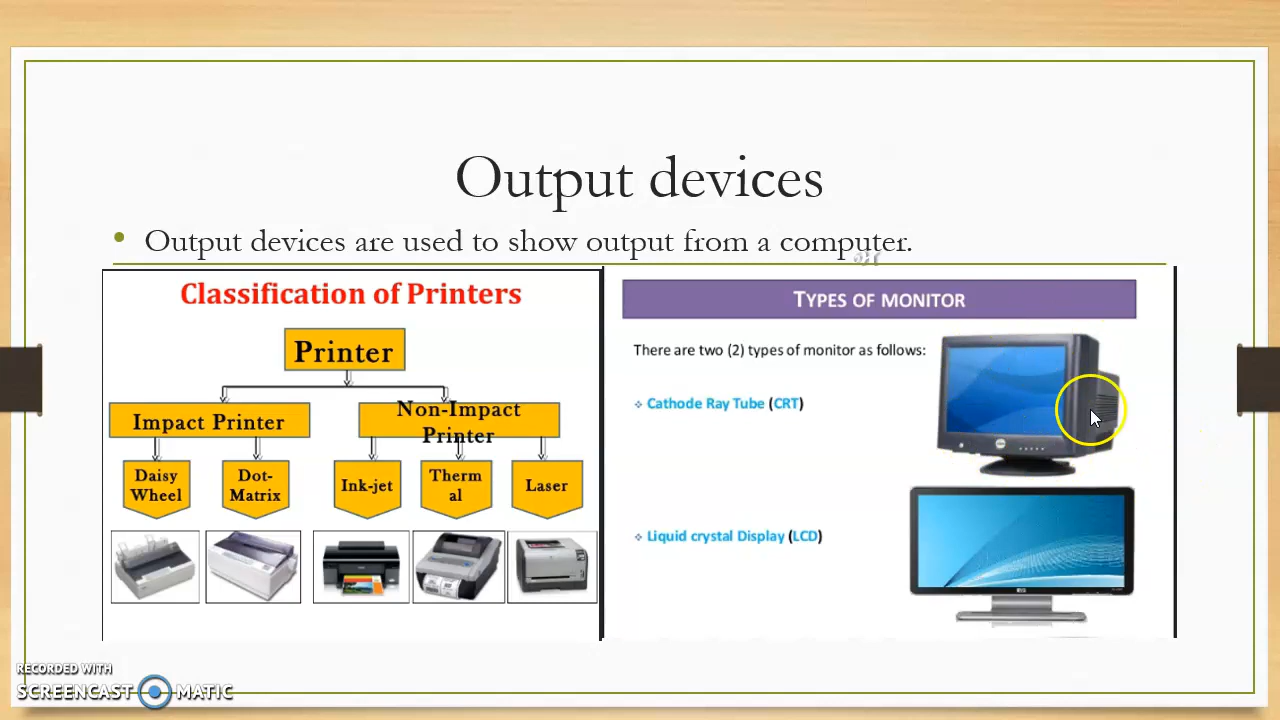 Output devices
• Output devices are used to show output from a computer.
Classification of Printers
Printer
Impact Printer
Non-Impact
Printer
Daisy
Wheel
Dot-
Matrix
Ink-jet
Therm
al
Laser
TYPES OF MONITOR
There are two (2) types of monitor as follows:
❖ Cathode Ray Tube (CRT)
❖ Liquid crystal Display (LCD)
RECORDED WITH
SCREENCAST MATIC